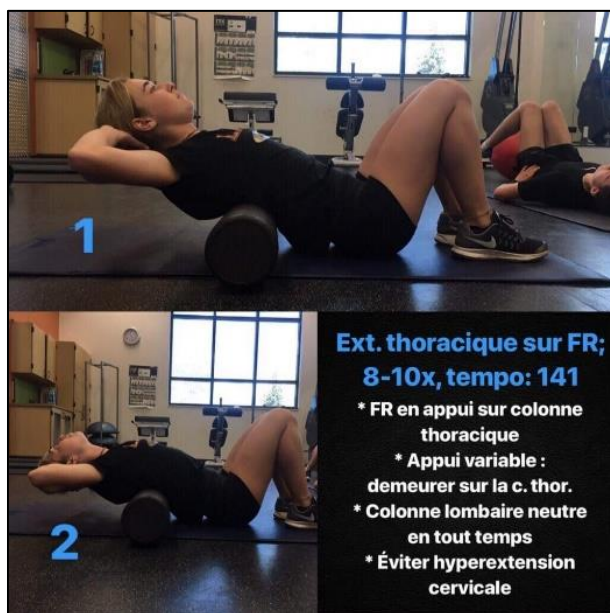 1
2
Ext. thoracique sur FR;
8-10x, tempo: 141
* FR en appui sur colonne
thoracique
* Appui variable :
demeurer sur la c. thor.
* Colonne lombaire neutre
en tout temps
* Éviter hyperextension
cervicale